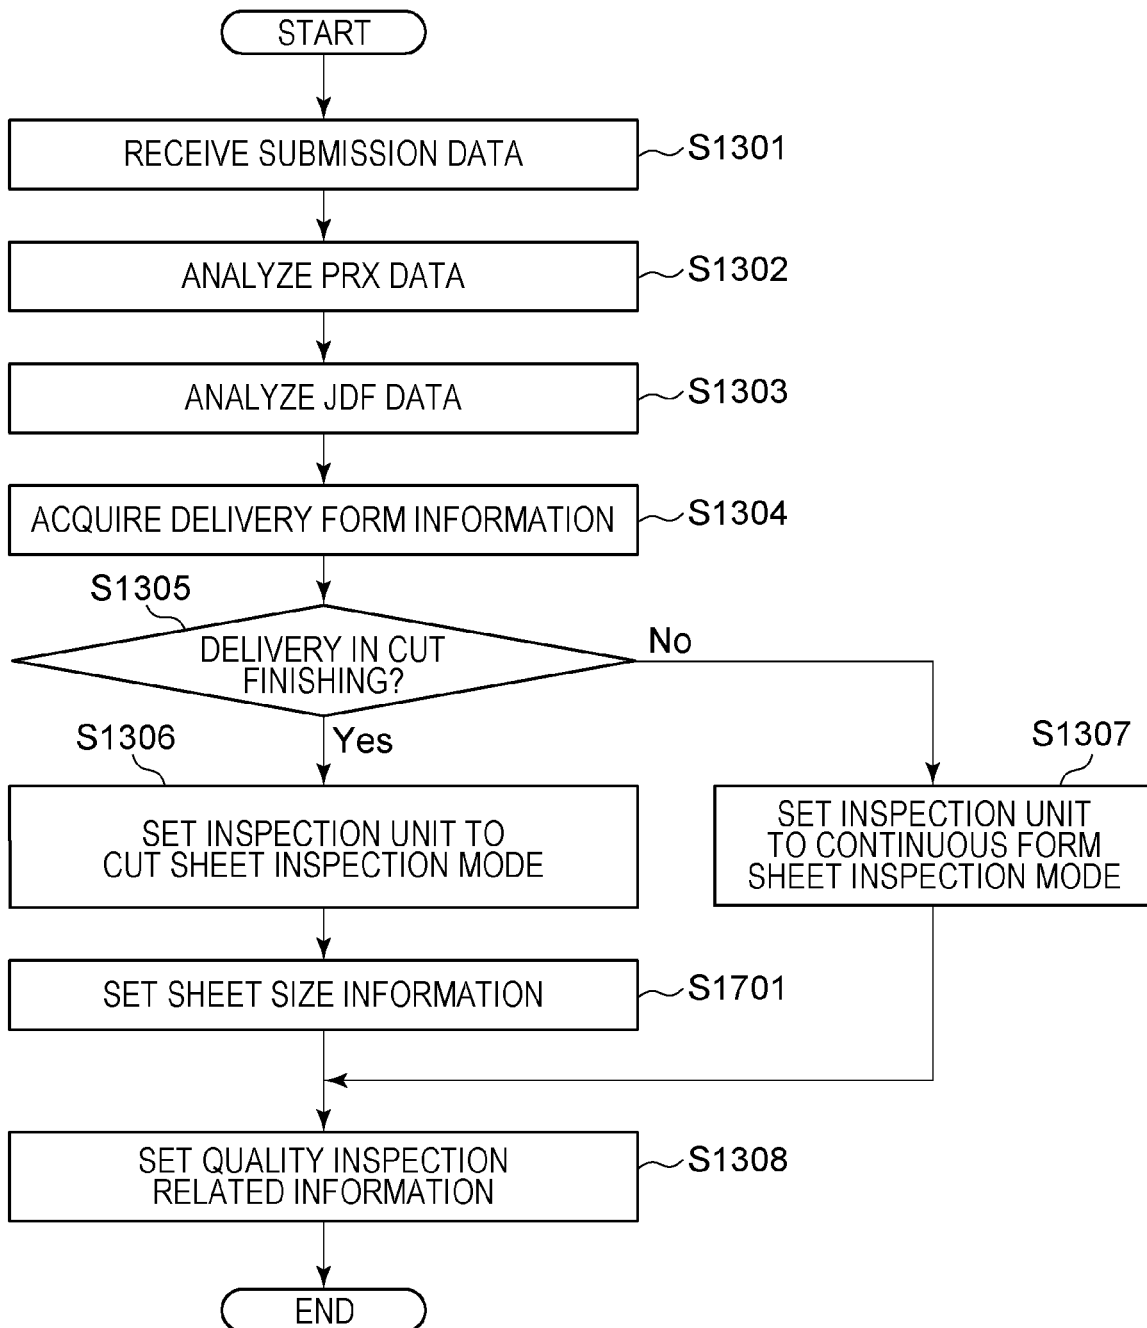 START
RECEIVE SUBMISSION DATA
S1301
ANALYZE PRX DATA
S1302
ANALYZE JDF DATA
S1303
ACQUIRE DELIVERY FORM INFORMATION
S1304
S1305
DELIVERY IN CUT
FINISHING?
No
Yes
S1306
SET INSPECTION UNIT TO
CUT SHEET INSPECTION MODE
S1307
SET INSPECTION UNIT
TO CONTINUOUS FORM
SHEET INSPECTION MODE
SET SHEET SIZE INFORMATION
S1701
SET QUALITY INSPECTION
RELATED INFORMATION
S1308
END